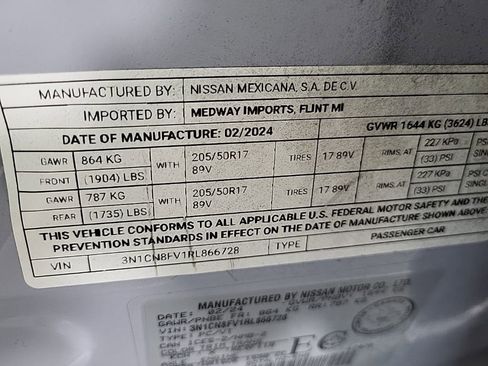 MANUFACTURED BY: NISSAN MEXICANA, S.A. DE C.V.
IMPORTED BY: MEDWAY IMPORTS, FLINT MI
DATE OF MANUFACTURE: 02/2024 GVWR 1644 KG (3624) LBS
GAWR 864 KG WITH 205/50R17 89V TIRES 17 89V RIMS, AT 227 KPa (33) PSI
FRONT (1904) LBS
GAWR 787 KG WITH 205/50R17 89V TIRES 17 89V RIMS, AT 227 KPa (33) PSI
REAR (1735) LBS
THIS VEHICLE CONFORMS TO ALL APPLICABLE U.S. FEDERAL MOTOR SAFETY AND
PREVENTION STANDARDS IN EFFECT ON THE DATE OF MANUFACTURE SHOWN ABOVE
VIN 3N1CN8FV1RL866728 TYPE PASSENGER CAR
MANUFACTURED BY NISSAN MOTOR CO., LTD.
DATE: 02/24
VIN: 3N1CN8FV1RL866728